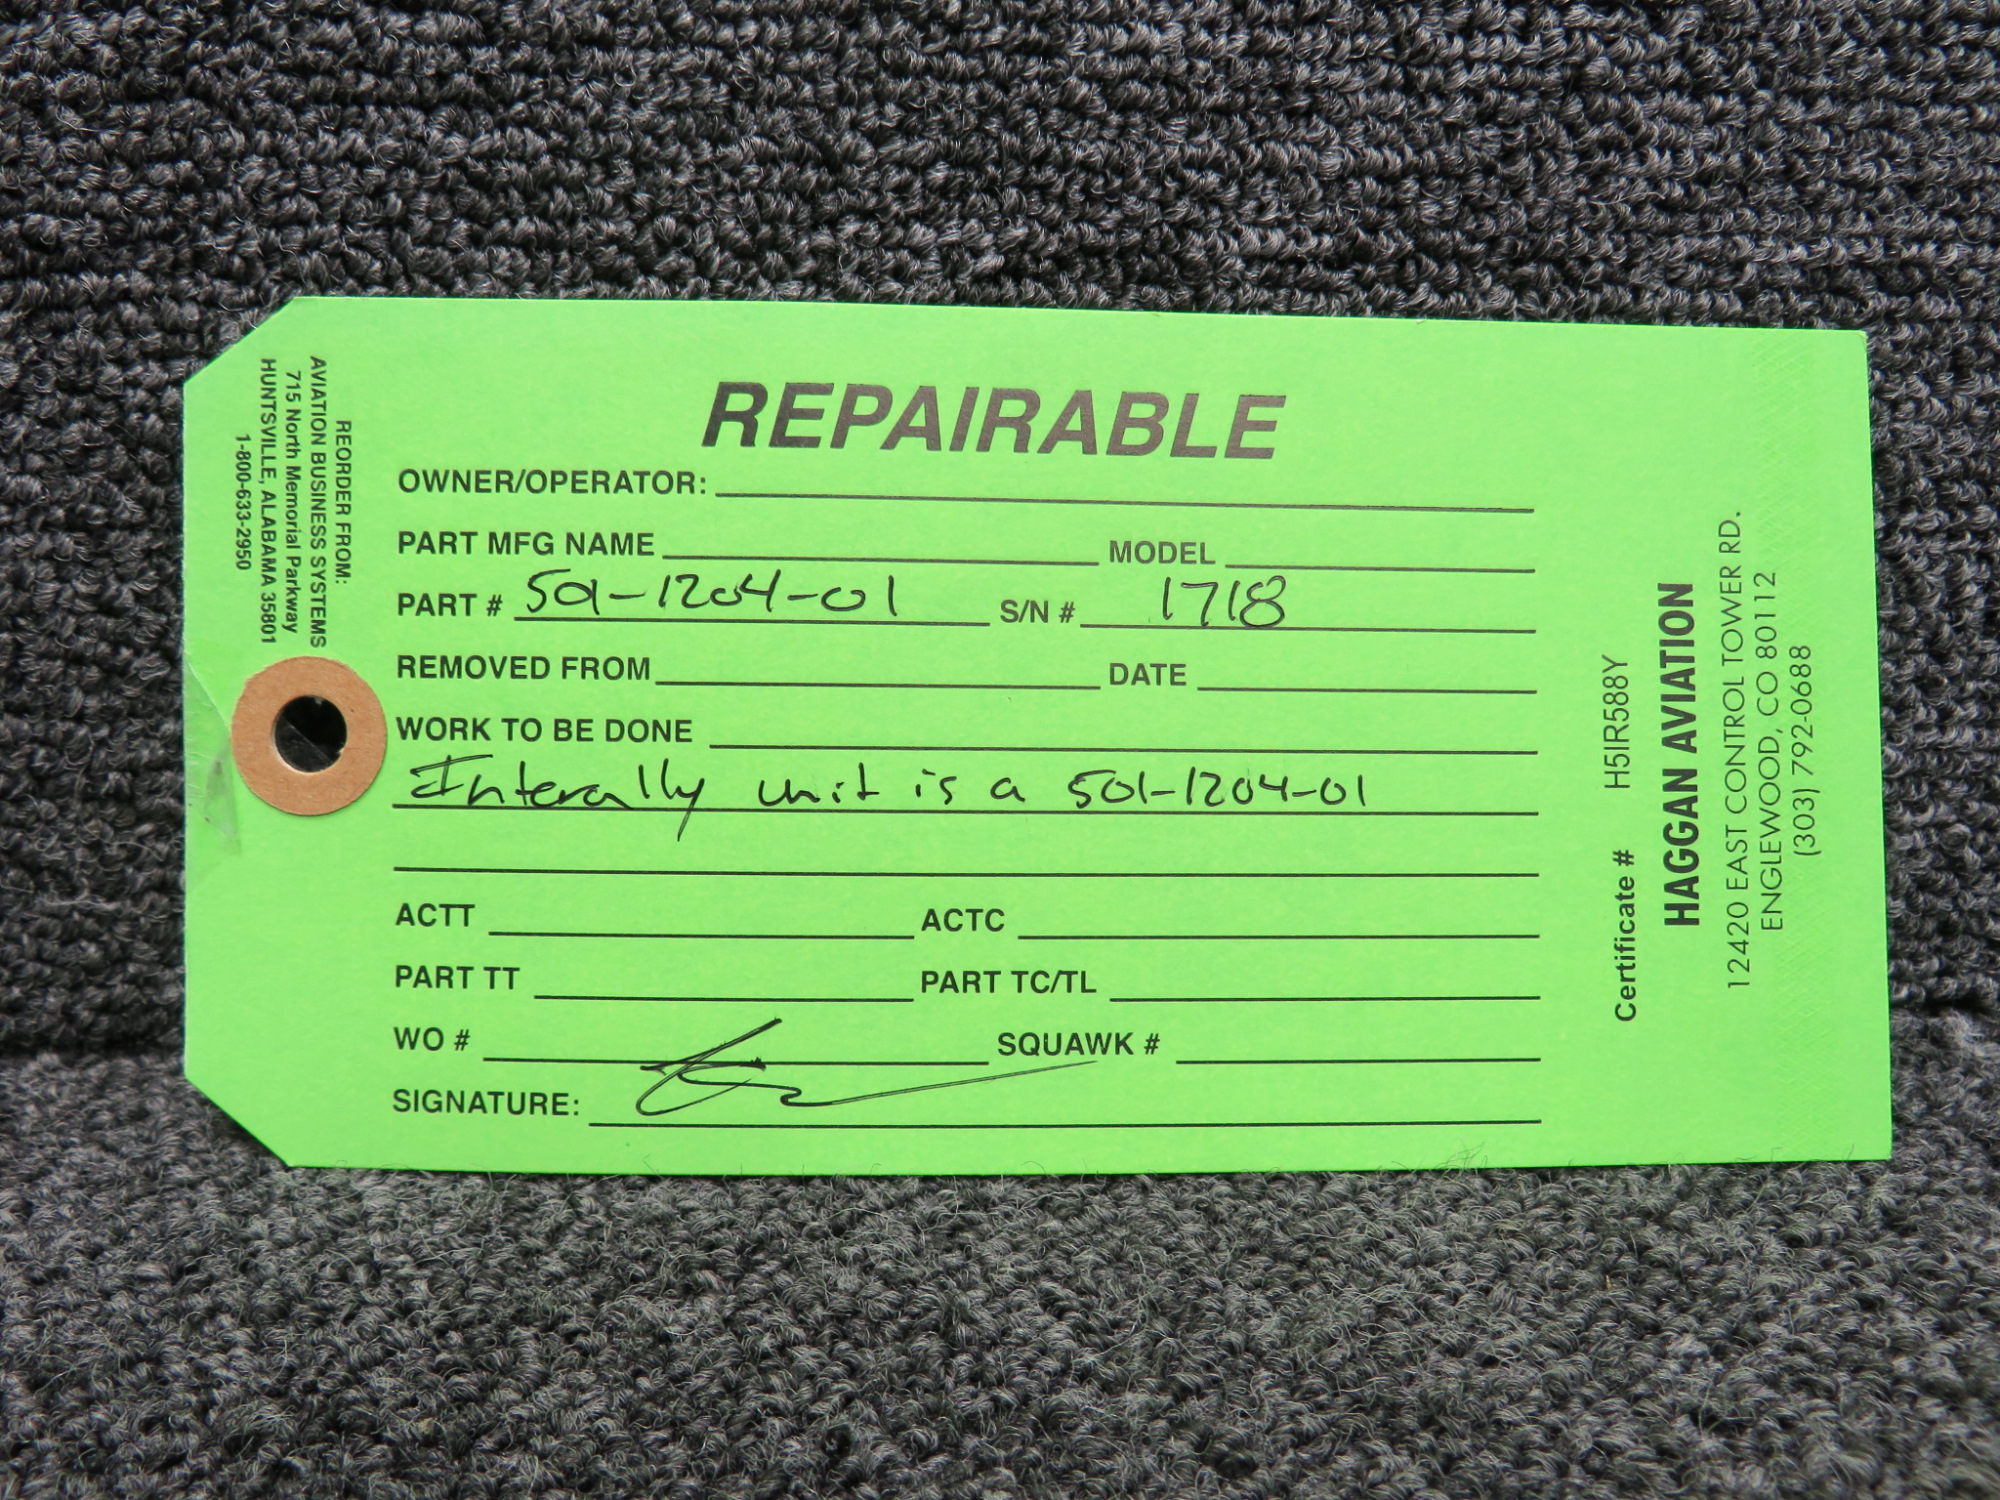 REORDER FROM:
AVIATION BUSINESS SYSTEMS
715 North Memorial Parkway
HUNTSVILLE, ALABAMA 35801
1-800-633-2950
REPAIRABLE
OWNER/OPERATOR:
PART MFG NAME MODEL
PART # 501-1204-01 S/N # 1718
REMOVED FROM DATE
WORK TO BE DONE
Interally unit is a 501-1204-01
ACTT ACTC
PART TT PART TC/TL
WO # SQUAWK #
SIGNATURE:
Certificate # H5IR588Y
HAGGAN AVIATION
12420 EAST CONTROL TOWER RD.
ENGLEWOOD, CO 80112
(303) 792-0688